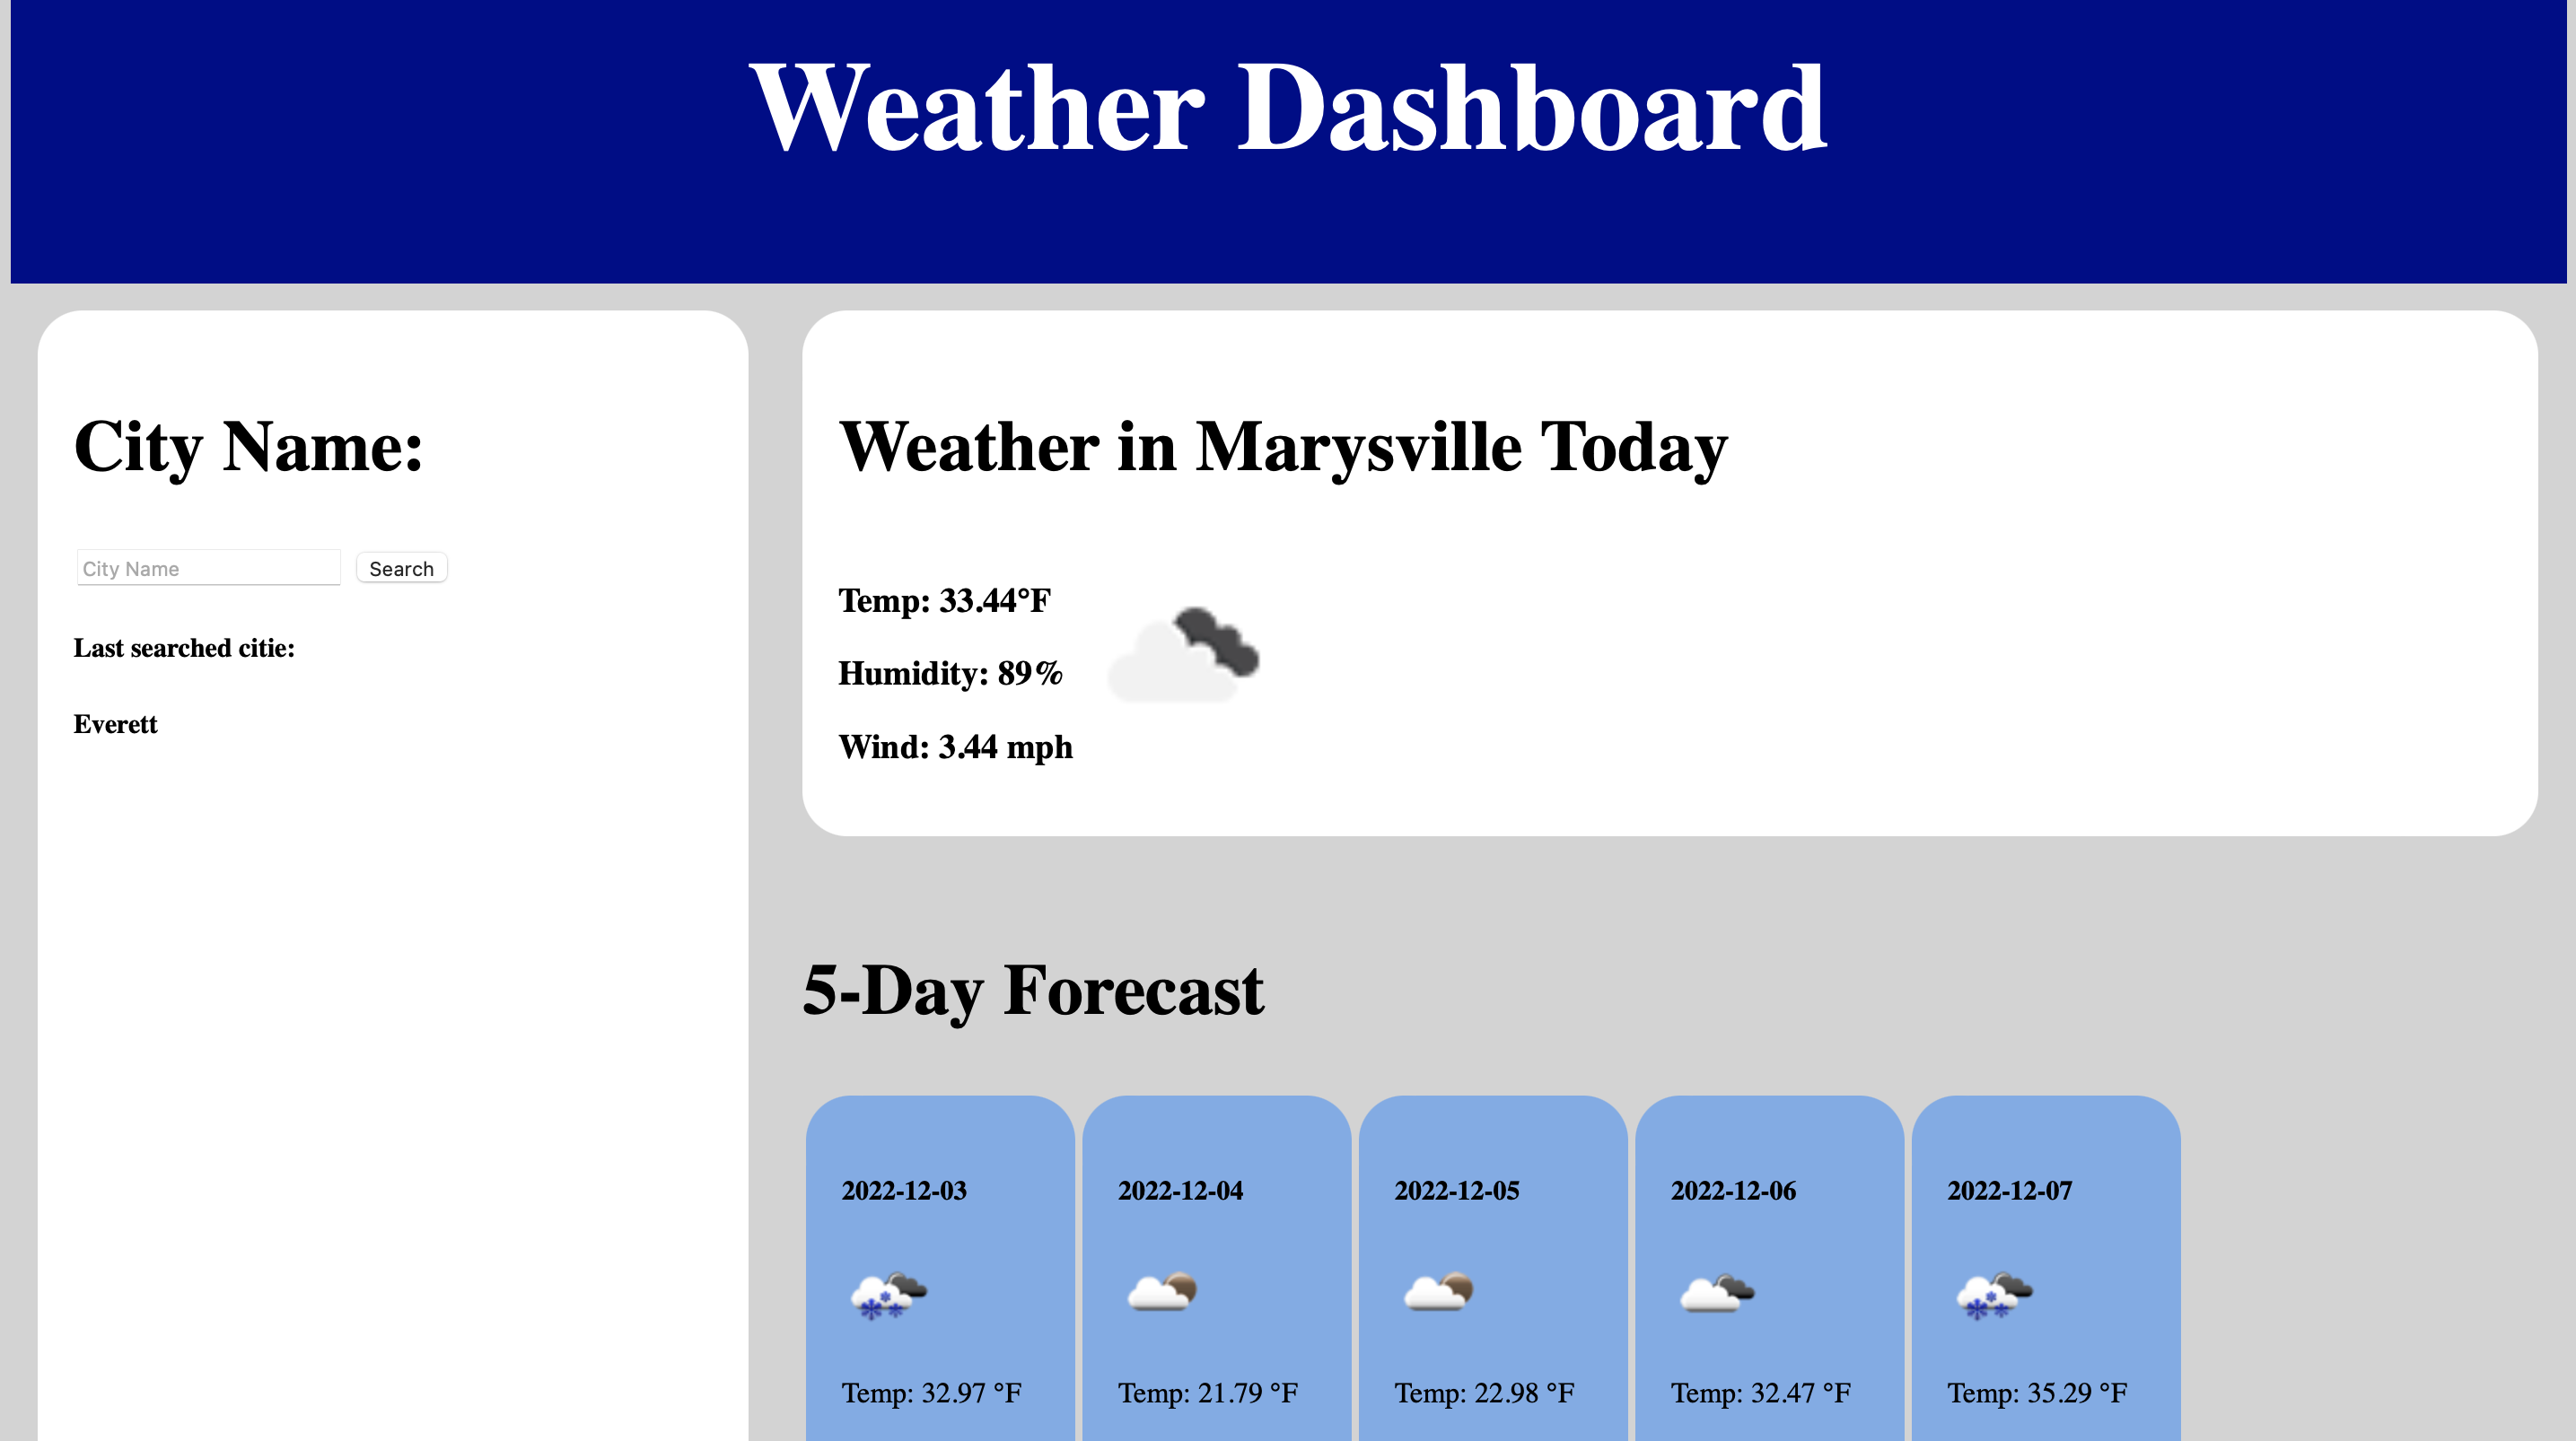 Weather Dashboard
City Name:
City Name Search
Last searched citie:
Everett
Weather in Marysville Today
Temp: 33.44°F
Humidity: 89%
Wind: 3.44 mph
5-Day Forecast
2022-12-03 2022-12-04 2022-12-05 2022-12-06 2022-12-07
Temp: 32.97 °F Temp: 21.79 °F Temp: 22.98 °F Temp: 32.47 °F Temp: 35.29 °F